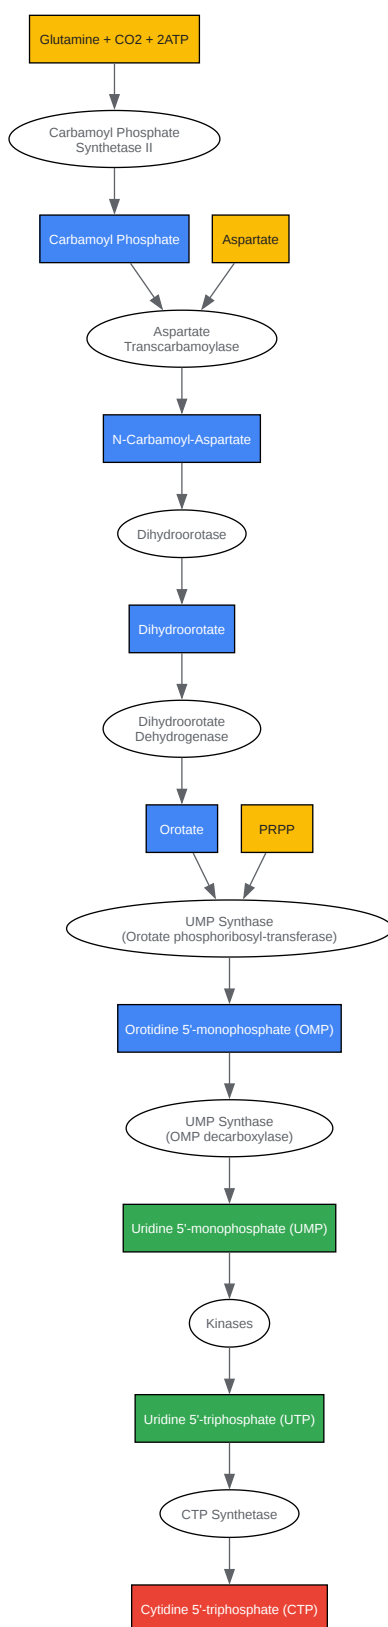 Glutamine + CO2 + 2ATP
Carbamoyl Phosphate
Synthetase II
Carbamoyl Phosphate
Aspartate
Aspartate
Transcarbamoylase
N-Carbamoyl-Aspartate
Dihydroorotase
Dihydroorotate
Dihydroorotate
Dehydrogenase
Orotate
PRPP
UMP Synthase
(Orotate phosphoribosyl-transferase)
Orotidine 5'-monophosphate (OMP)
UMP Synthase
(OMP decarboxylase)
Uridine 5'-monophosphate (UMP)
Kinases
Uridine 5'-triphosphate (UTP)
CTP Synthetase
Cytidine 5'-triphosphate (CTP)